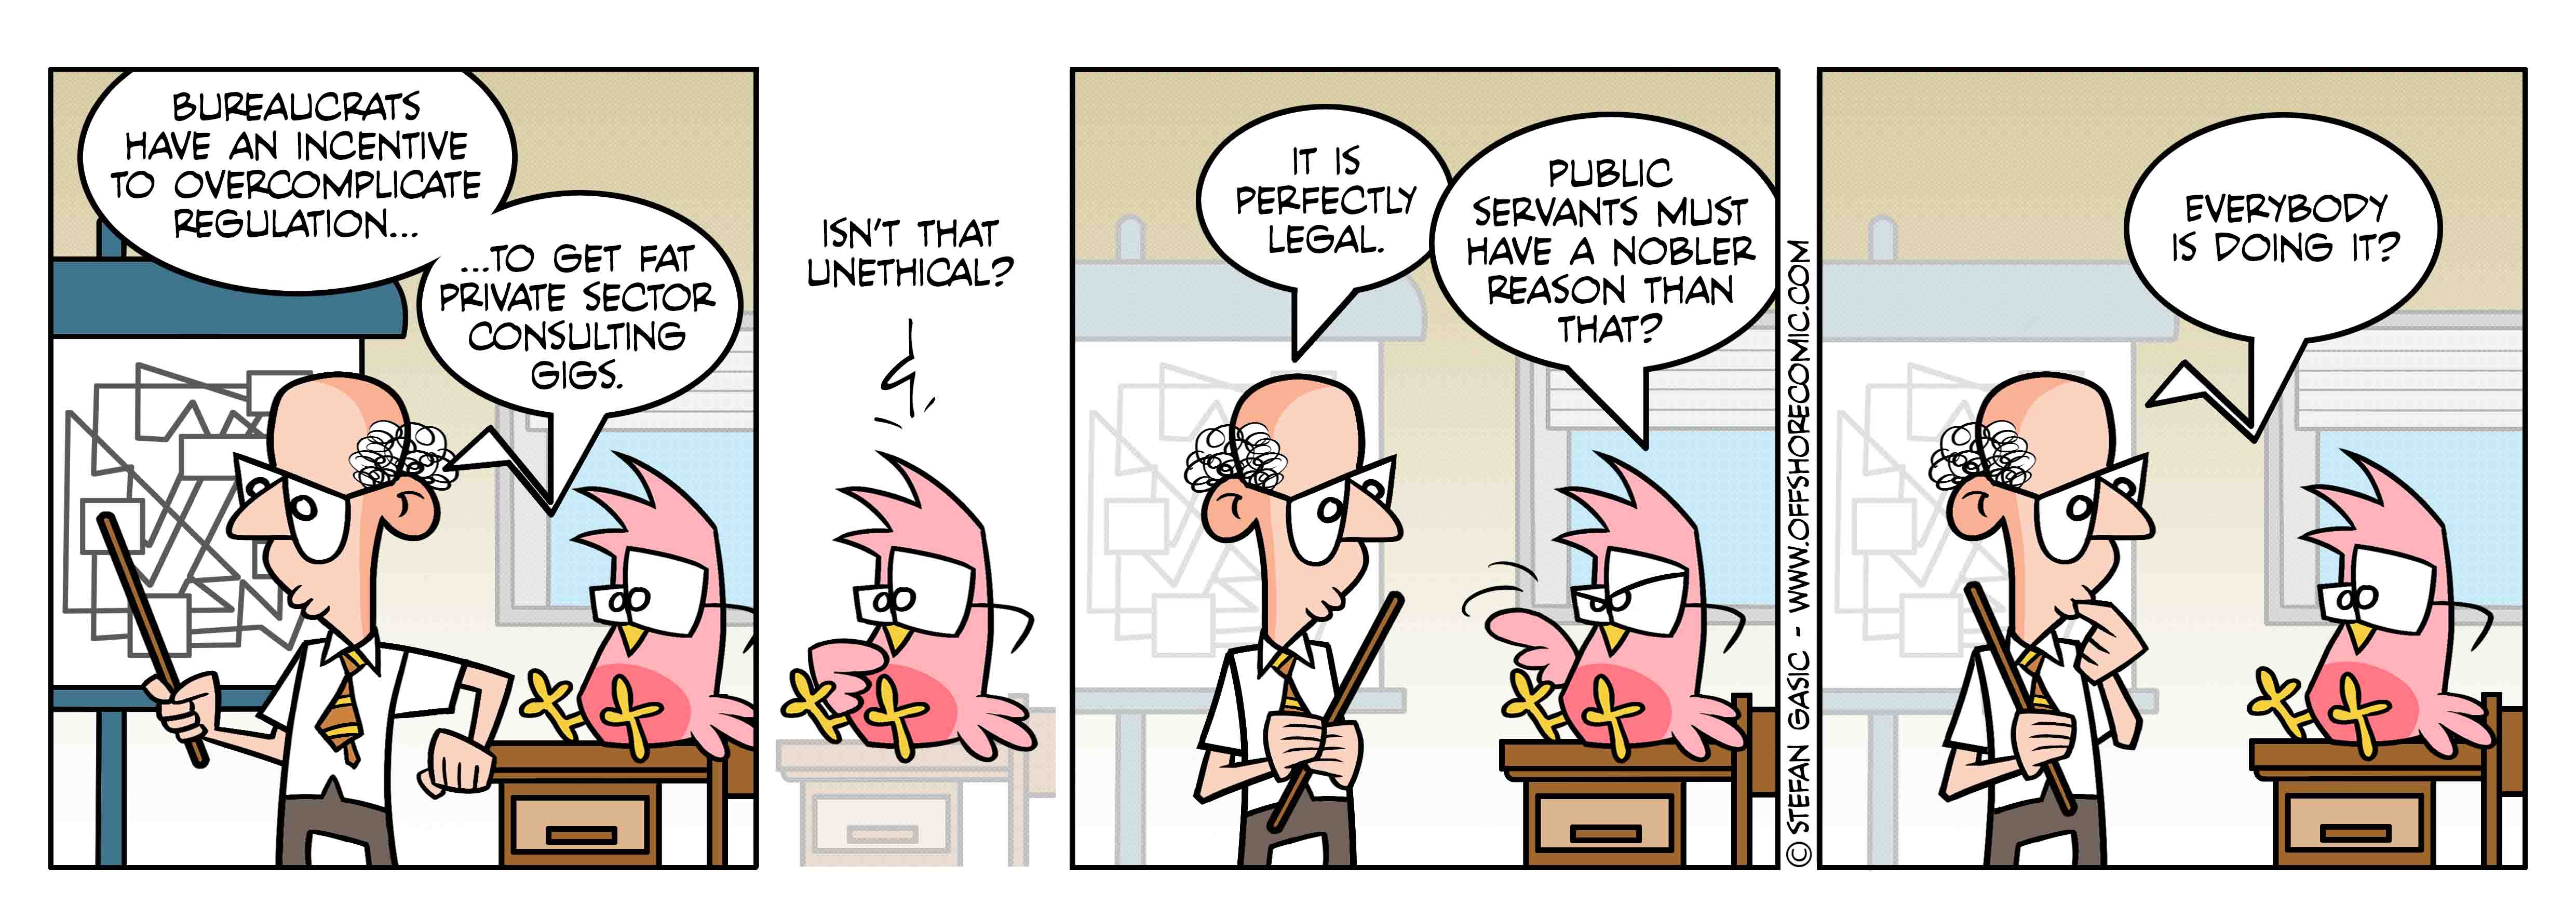 BUREAUCRATS
HAVE AN INCENTIVE
TO OVERCOMPLICATE
REGULATION...
...TO GET FAT
PRIVATE SECTOR
CONSULTING
GIGS.
ISN'T THAT
UNETHICAL?
IT IS
PERFECTLY
LEGAL.
PUBLIC
SERVANTS MUST
HAVE A NOBLER
REASON THAN
THAT?
© STEFAN GASIC - WWW.OFFSHORECOMIC.COM
EVERYBODY
IS DOING IT?